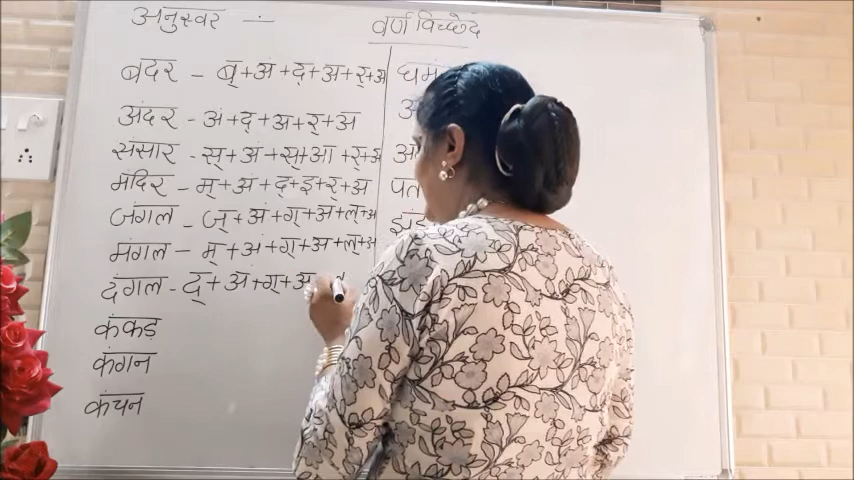 अनुस्वर :-
वर्ण विच्छेद
बंदर - ब्+अं+द्+अ+र्+अ
अंदर - अं+द्+अ+र्+अ
संसार - स्+अं+स्+आ+र्+अ
मंदिर - म्+अं+द्+इ+र्+अ
जंगल - ज्+अं+ग्+अ+ल्+अ
मंगल - म्+अं+ग्+अ+ल्+अ
दंगल - द्+अं+ग्+अ
कंकड़
कंगन
कंचन